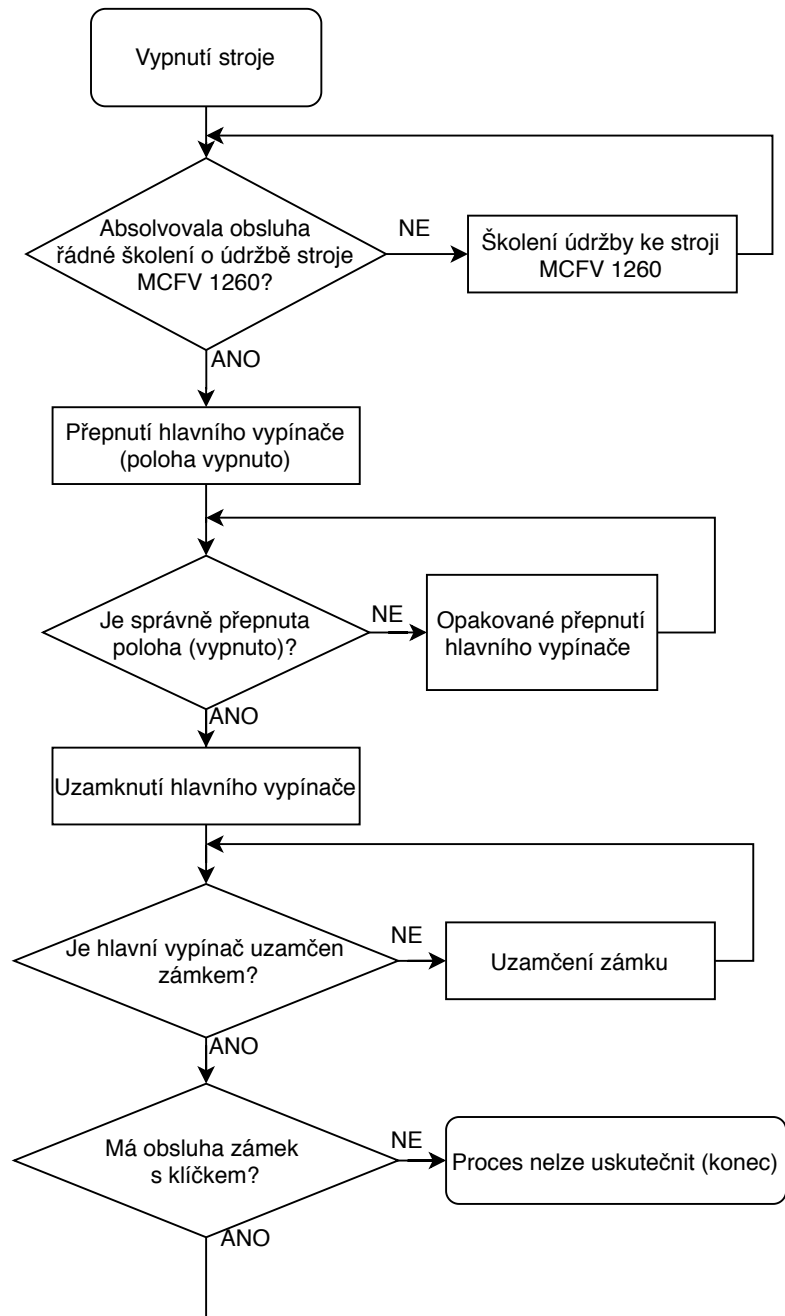 Vypnutí stroje
Absolvovala obsluha
řádné školení o údržbě stroje
MCFV 1260?
NE
Školení údržby ke stroji
MCFV 1260
ANO
Přepnutí hlavního vypínače
(poloha vypnuto)
Je správně přepnuta
poloha (vypnuto)?
NE
Opakované přepnutí
hlavního vypínače
ANO
Uzamknutí hlavního vypínače
Je hlavní vypínač uzamčen
zámkem?
NE
Uzamčení zámku
ANO
Má obsluha zámek
s klíčkem?
NE
Proces nelze uskutečnit (konec)
ANO